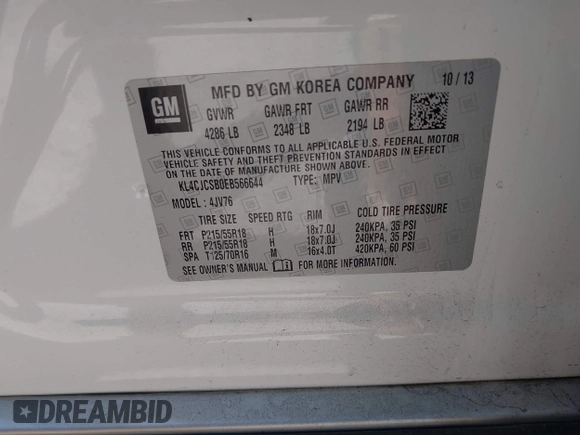 GM
MFD BY GM KOREA COMPANY 10 / 13
GVWR GAWR FRT GAWR RR
4286 LB 2348 LB 2194 LB
THIS VEHICLE CONFORMS TO ALL APPLICABLE U.S. FEDERAL MOTOR
VEHICLE SAFETY AND THEFT PREVENTION STANDARDS IN EFFECT
ON THE DATE OF MANUFACTURE SHOWN ABOVE.
KL4CJCSB0EB566644 TYPE: MPV
MODEL : 4JV76
TIRE SIZE SPEED RTG RIM COLD TIRE PRESSURE
FRT P215/55R18 H 18x7.0J 240KPA, 35 PSI
RR P215/55R18 H 18x7.0J 240KPA, 35 PSI
SPA T125/70R16 M 16x4.0T 420KPA, 60 PSI
SEE OWNER'S MANUAL FOR MORE INFORMATION.
DREAMBID